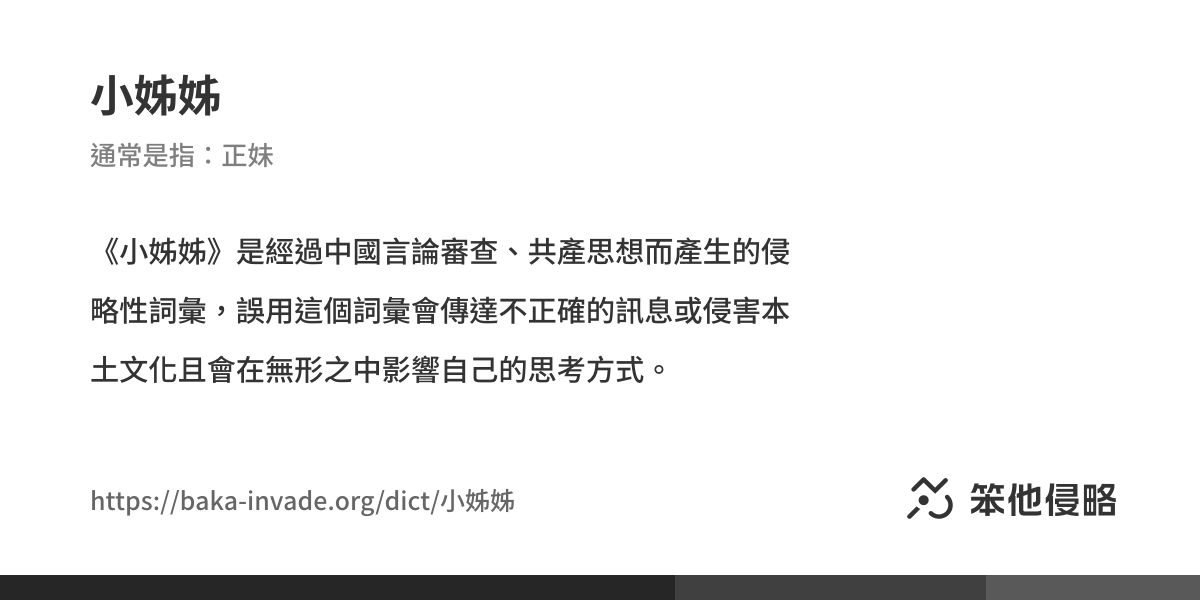 小姊姊
通常是指：正妹
《小姊姊》是經過中國言論審查、共產思想而產生的侵
略性詞彙，誤用這個詞彙會傳達不正確的訊息或侵害本
土文化且會在無形之中影響自己的思考方式。
https://baka-invade.org/dict/小姊姊
笨他侵略